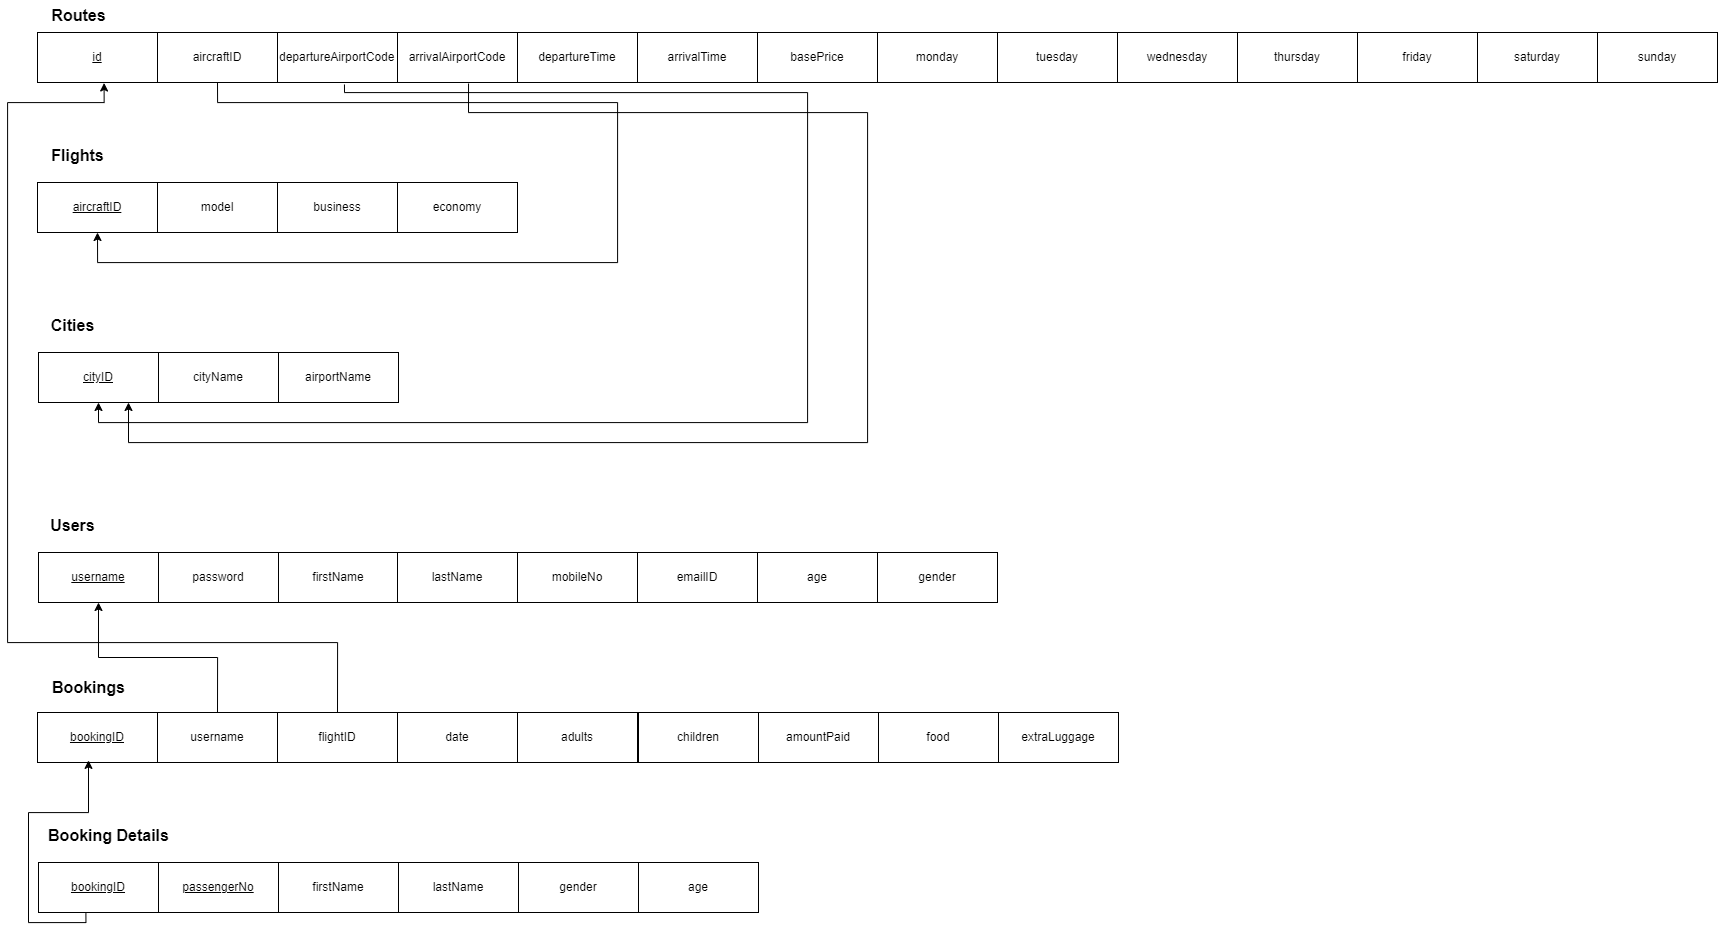 Routes
id aircraftID departureAirportCode arrivalAirportCode departureTime arrivalTime basePrice monday tuesday wednesday thursday friday saturday sunday
Flights
aircraftID model business economy
Cities
cityID cityName airportName
Users
username password firstName lastName mobileNo emailID age gender
Bookings
bookingID username flightID date adults children amountPaid food extraLuggage
Booking Details
bookingID passengerNo firstName lastName gender age